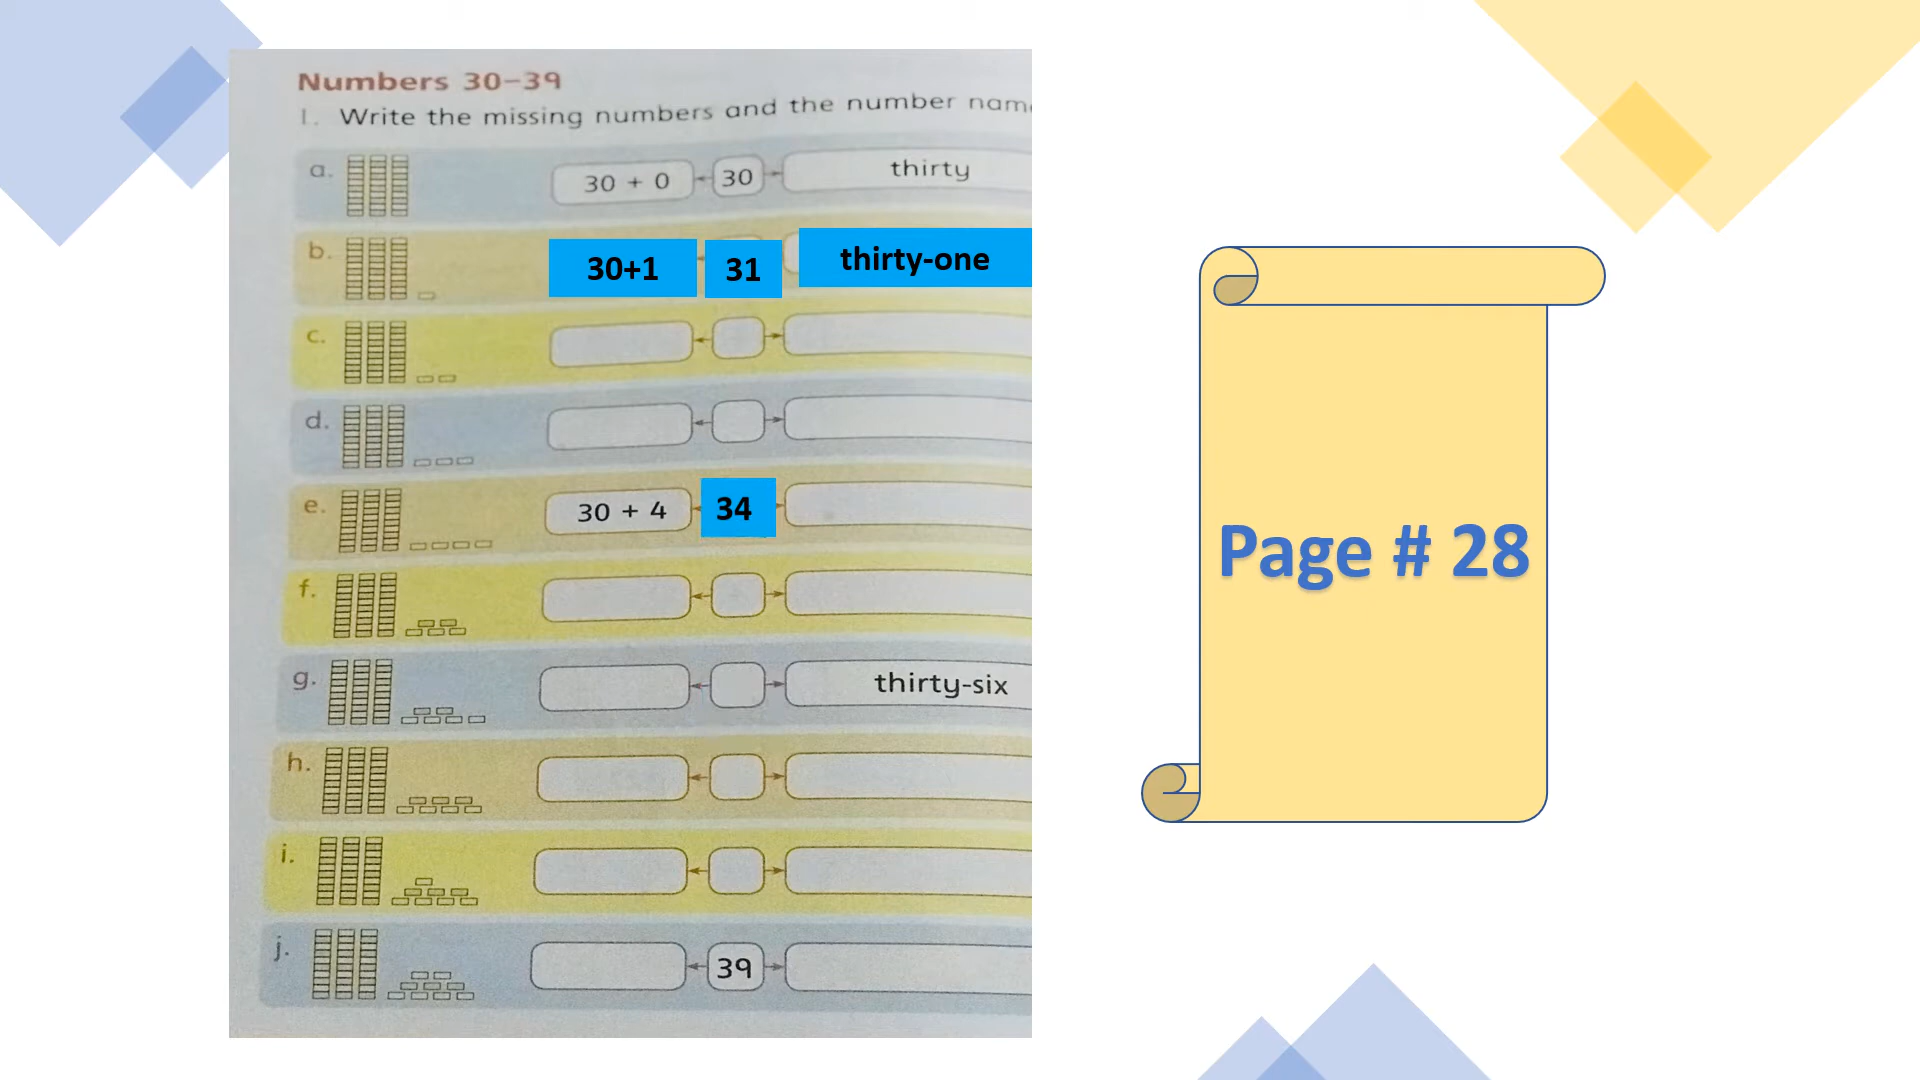 Numbers 30–39
1. Write the missing numbers and the number
a. 30 + 0 30 thirty
b. 30+1 31 thirty-one
c.
d.
e. 30 + 4 34
f.
g. thirty-six
h.
i.
j. 39
Page # 28